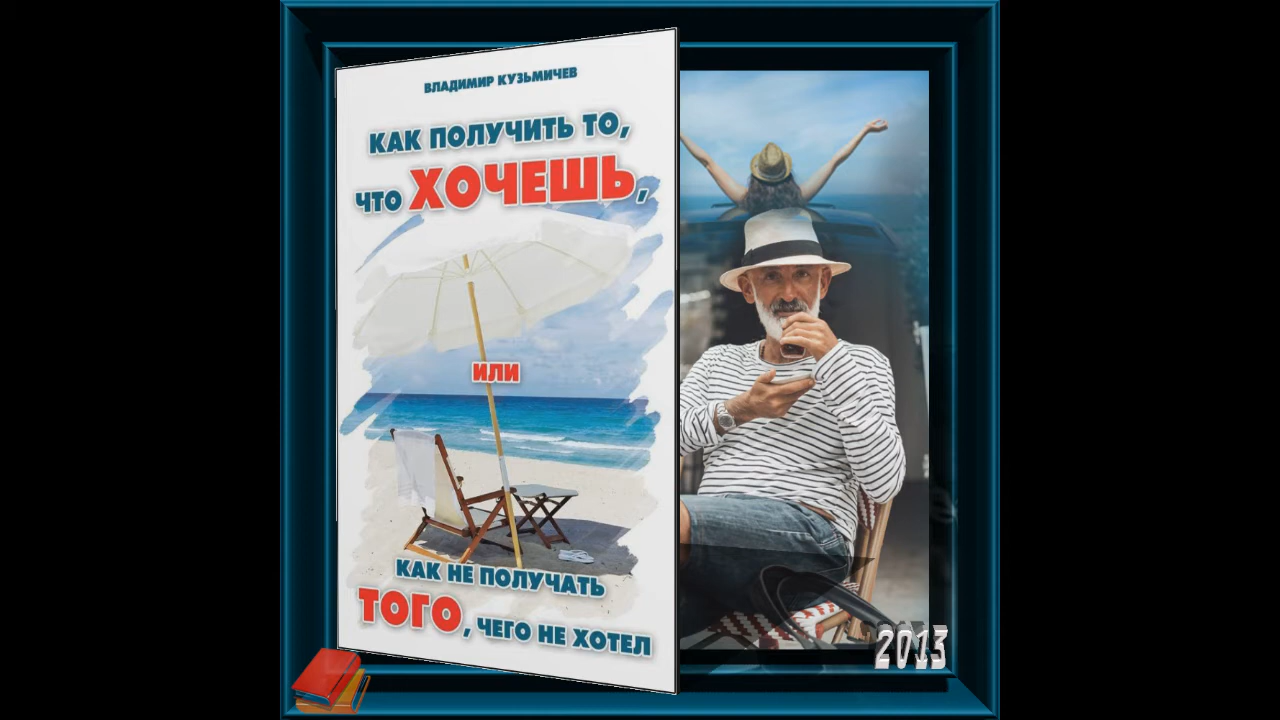 ВЛАДИМИР КУЗЬМИЧЕВ
КАК ПОЛУЧИТЬ ТО,
ЧТО ХОЧЕШЬ,
ИЛИ
КАК НЕ ПОЛУЧАТЬ
ТОГО, ЧЕГО НЕ ХОТЕЛ
2013